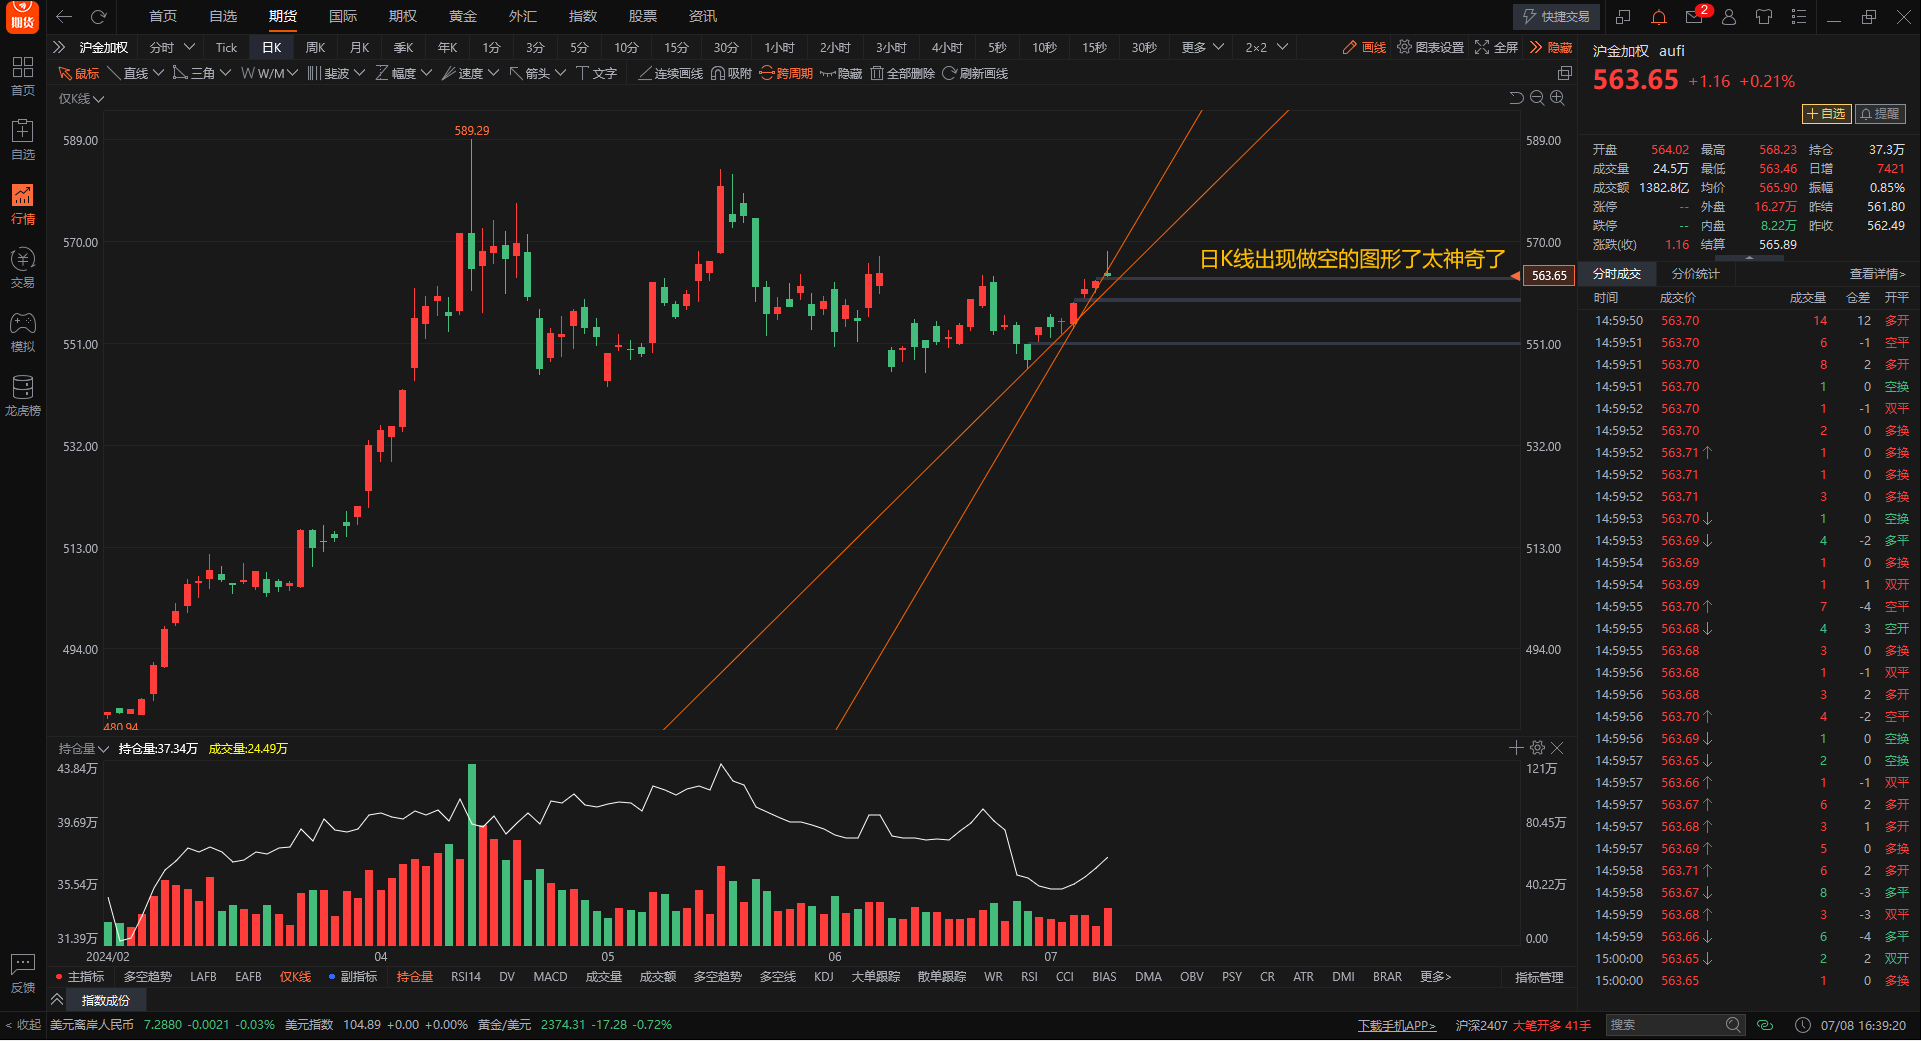 期货
首页 自选 期货 国际 期权 黄金 外汇 指数 股票 资讯
快捷交易 2
沪金加权 分时 Tick 日K 周K 月K 季K 年K 1分 3分 5分 10分 15分 30分 1小时 2小时 3小时 4小时 5秒 10秒 15秒 30秒 更多 2×2 画线 图表设置 全屏 隐藏
鼠标 直线 三角 W/M 斐波 幅度 速度 箭头 文字 连续画线 吸附 跨周期 隐藏 全部删除 刷新画线
首页
自选
行情
交易
模拟
龙虎榜
反馈
仅K线
589.29
589.00 589.00
570.00 570.00
日K线出现做空的图形了太神奇了
563.65
551.00 551.00
532.00 532.00
513.00 513.00
494.00 494.00
480.94
持仓量 持仓量:37.34万 成交量:24.49万
43.84万 121万
39.69万 80.45万
35.54万 40.22万
31.39万 0.00
2024/02 04 05 06 07
主指标 多空趋势 LAFB EAFB 仅K线 副指标 持仓量 RSI14 DV MACD 成交量 成交额 多空趋势 多空线 KDJ 大单跟踪 散单跟踪 WR RSI CCI BIAS DMA OBV PSY CR ATR DMI BRAR 更多> 指标管理
指数成份
沪金加权 aufi
563.65 +1.16 +0.21%
+自选 提醒
开盘 564.02 最高 568.23 持仓 37.3万
成交量 24.5万 最低 563.46 日增 7421
成交额 1382.8亿 均价 565.90 振幅 0.85%
涨停 -- 外盘 16.27万 昨结 561.80
跌停 -- 内盘 8.22万 昨收 562.49
涨跌(收) 1.16 结算 565.89
分时成交 分价统计 查看详情>
时间 成交价 成交量 仓差 开平
14:59:50 563.70 14 12 多开
14:59:51 563.70 6 -1 空平
14:59:51 563.70 8 2 多开
14:59:51 563.70 1 0 空换
14:59:52 563.70 1 -1 双平
14:59:52 563.70 2 0 多换
14:59:52 563.71↑ 1 0 多换
14:59:52 563.71 1 0 多换
14:59:52 563.71 3 0 多换
14:59:53 563.70↓ 1 0 空换
14:59:53 563.69↓ 4 -2 多平
14:59:54 563.69 1 0 多换
14:59:54 563.69 1 1 双开
14:59:55 563.70↑ 7 -4 空平
14:59:55 563.68↓ 4 3 空开
14:59:55 563.68 3 0 多换
14:59:56 563.68 1 -1 双平
14:59:56 563.68 3 2 多开
14:59:56 563.70↑ 4 -2 空平
14:59:56 563.69↓ 1 0 空换
14:59:57 563.65↓ 2 0 空换
14:59:57 563.66↑ 1 -1 双平
14:59:57 563.67↑ 6 2 多开
14:59:57 563.68↑ 3 1 多开
14:59:57 563.69↑ 5 0 多换
14:59:58 563.71↑ 6 2 多开
14:59:58 563.67↓ 8 -3 多平
14:59:59 563.68↑ 3 -3 双平
14:59:59 563.66↓ 6 -4 多平
15:00:00 563.65↓ 2 2 双开
15:00:00 563.65 1 0 多换
< 收起 美元离岸人民币 7.2880 -0.0021 -0.03% 美元指数 104.89 +0.00 +0.00% 黄金/美元 2374.31 -17.28 -0.72% 下载手机APP> 沪深2407 大笔开多 41手 搜索 07/08 16:39:20